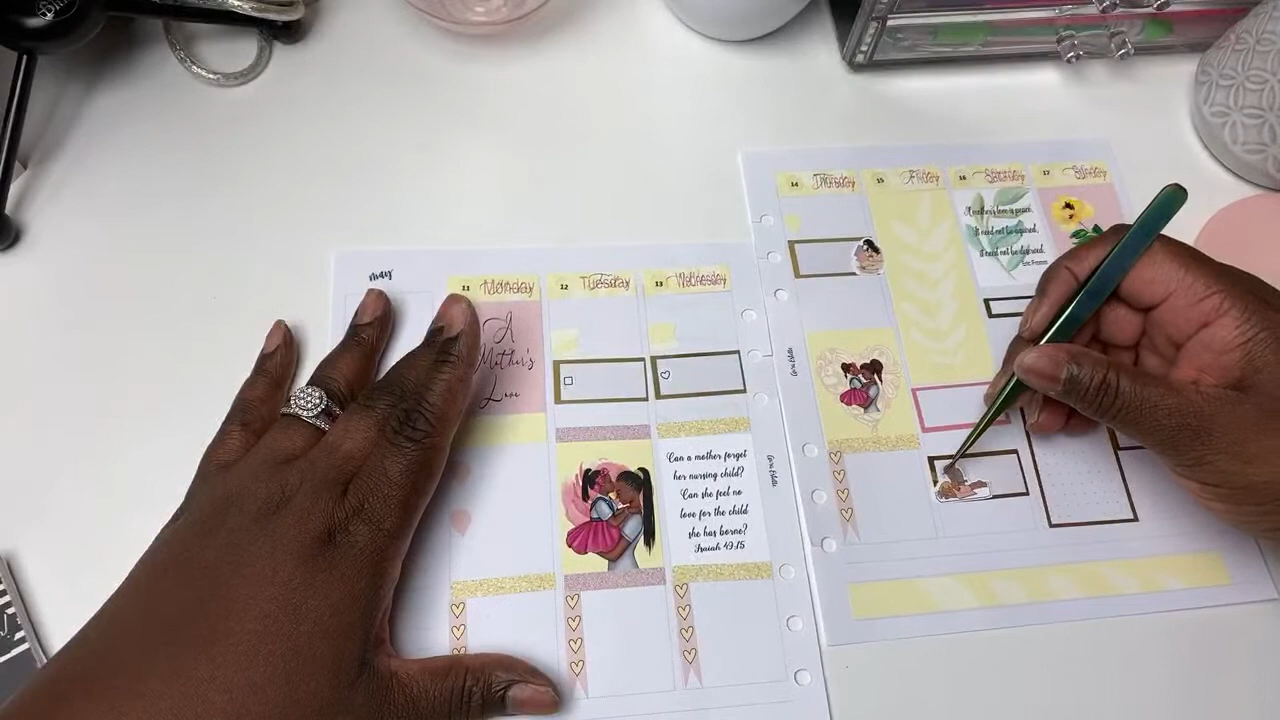 may
11 Monday
12 Tuesday
13 Wednesday
A
Mother's
Love
Can a mother forget
her nursing child?
Can she feel no
love for the child
she has borne?
Isaiah 49:15
14 Thursday
15 Friday
16 Saturday
17 Sunday
A mother's love is peace.
It need not be acquired,
it need not be deserved.